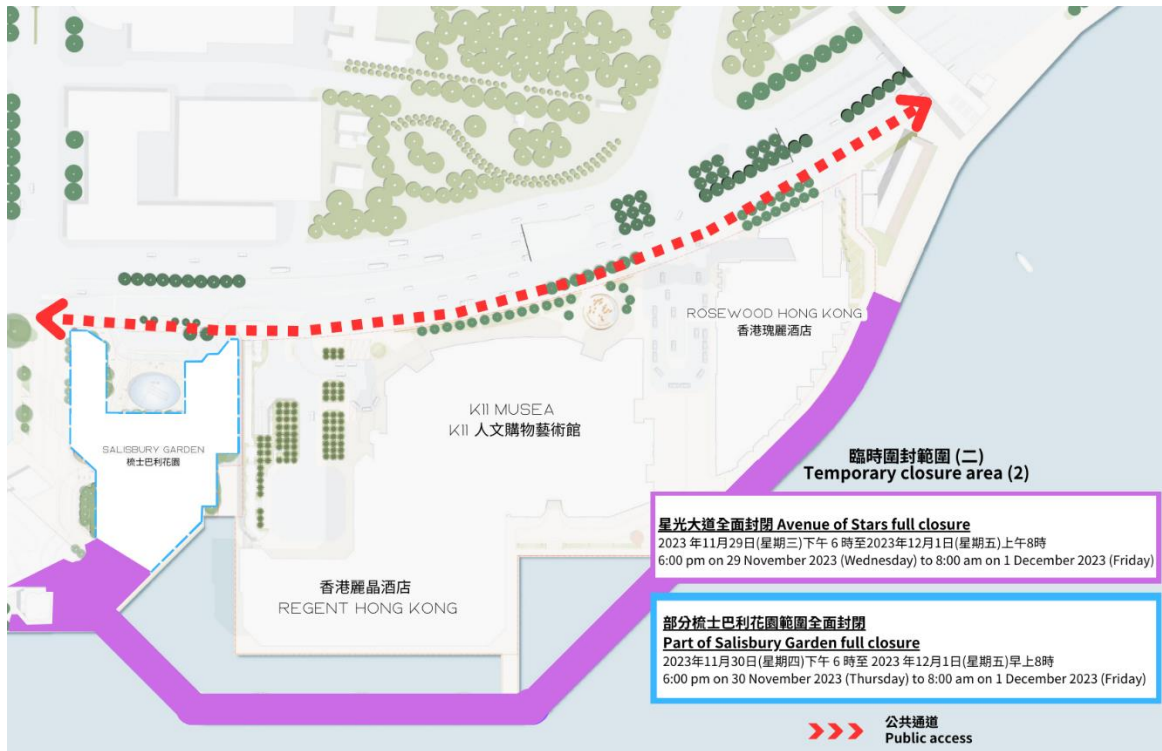 ROSEWOOD HONG KONG
香港瑰麗酒店
K11 MUSEA
K11 人文購物藝術館
SALISBURY GARDEN
梳士巴利花園
香港麗晶酒店
REGENT HONG KONG
臨時圍封範圍 (二)
Temporary closure area (2)
星光大道全面封閉 Avenue of Stars full closure
2023 年11月29日(星期三)下午 6 時至2023年12月1日(星期五)上午8時
6:00 pm on 29 November 2023 (Wednesday) to 8:00 am on 1 December 2023 (Friday)
部分梳士巴利花園範圍全面封閉
Part of Salisbury Garden full closure
2023年11月30日(星期四)下午 6 時至 2023 年12月1日(星期五)早上8時
6:00 pm on 30 November 2023 (Thursday) to 8:00 am on 1 December 2023 (Friday)
公共通道
Public access